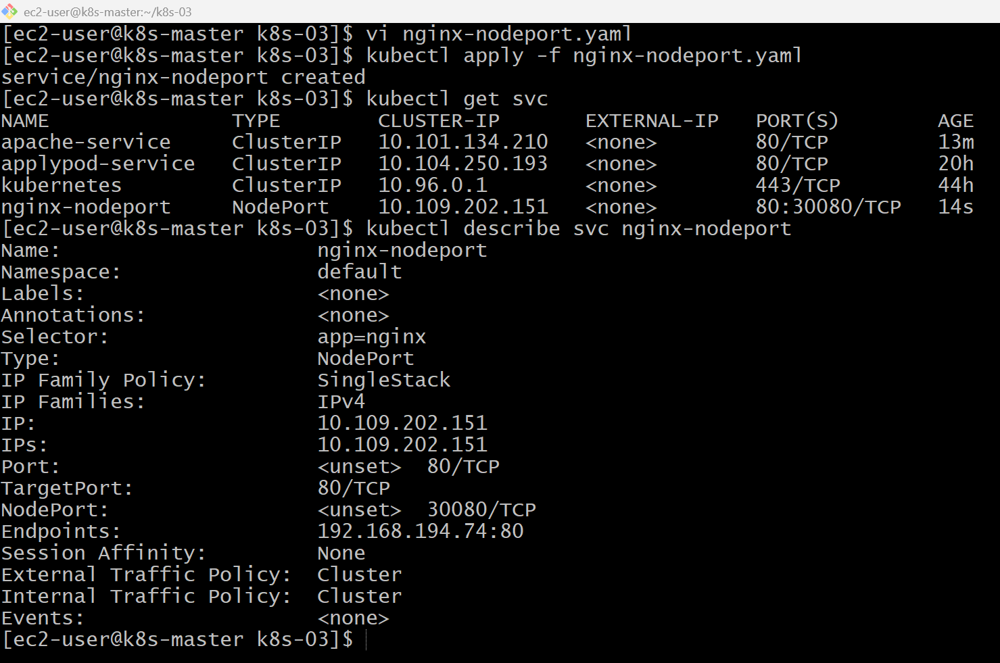 ec2-user@k8s-master:~/k8s-03
[ec2-user@k8s-master k8s-03]$ vi nginx-nodeport.yaml
[ec2-user@k8s-master k8s-03]$ kubectl apply -f nginx-nodeport.yaml
service/nginx-nodeport created
[ec2-user@k8s-master k8s-03]$ kubectl get svc
NAME               TYPE        CLUSTER-IP       EXTERNAL-IP   PORT(S)        AGE
apache-service     ClusterIP   10.101.134.210   <none>        80/TCP         13m
applypod-service   ClusterIP   10.104.250.193   <none>        80/TCP         20h
kubernetes         ClusterIP   10.96.0.1        <none>        443/TCP        44h
nginx-nodeport     NodePort    10.109.202.151   <none>        80:30080/TCP   14s
[ec2-user@k8s-master k8s-03]$ kubectl describe svc nginx-nodeport
Name:                     nginx-nodeport
Namespace:                default
Labels:                   <none>
Annotations:              <none>
Selector:                 app=nginx
Type:                     NodePort
IP Family Policy:         SingleStack
IP Families:              IPv4
IP:                       10.109.202.151
IPs:                      10.109.202.151
Port:                     <unset>  80/TCP
TargetPort:               80/TCP
NodePort:                 <unset>  30080/TCP
Endpoints:                192.168.194.74:80
Session Affinity:         None
External Traffic Policy:  Cluster
Internal Traffic Policy:  Cluster
Events:                   <none>
[ec2-user@k8s-master k8s-03]$